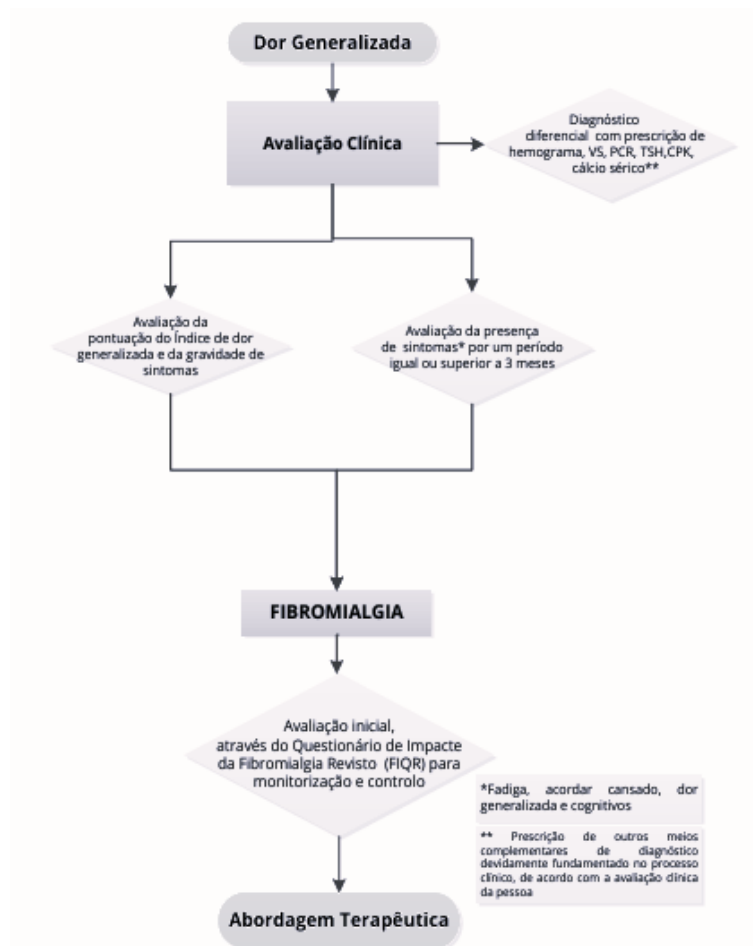 Dor Generalizada
Avaliação Clínica
Diagnóstico
diferencial com prescrição de
hemograma, VS, PCR, TSH,CPK,
cálcio sérico**
Avaliação da
pontuação do Índice de dor
generalizada e da gravidade de
sintomas
Avaliação da presença
de sintomas* por um período
igual ou superior a 3 meses
FIBROMIALGIA
Avaliação inicial,
através do Questionário de Impacte
da Fibromialgia Revisto (FIQR) para
monitorização e controlo
*Fadiga, acordar cansado, dor
generalizada e cognitivos
** Prescrição de outros meios
complementares de diagnóstico
devidamente fundamentado no processo
clínico, de acordo com a avaliação clínica
da pessoa
Abordagem Terapêutica